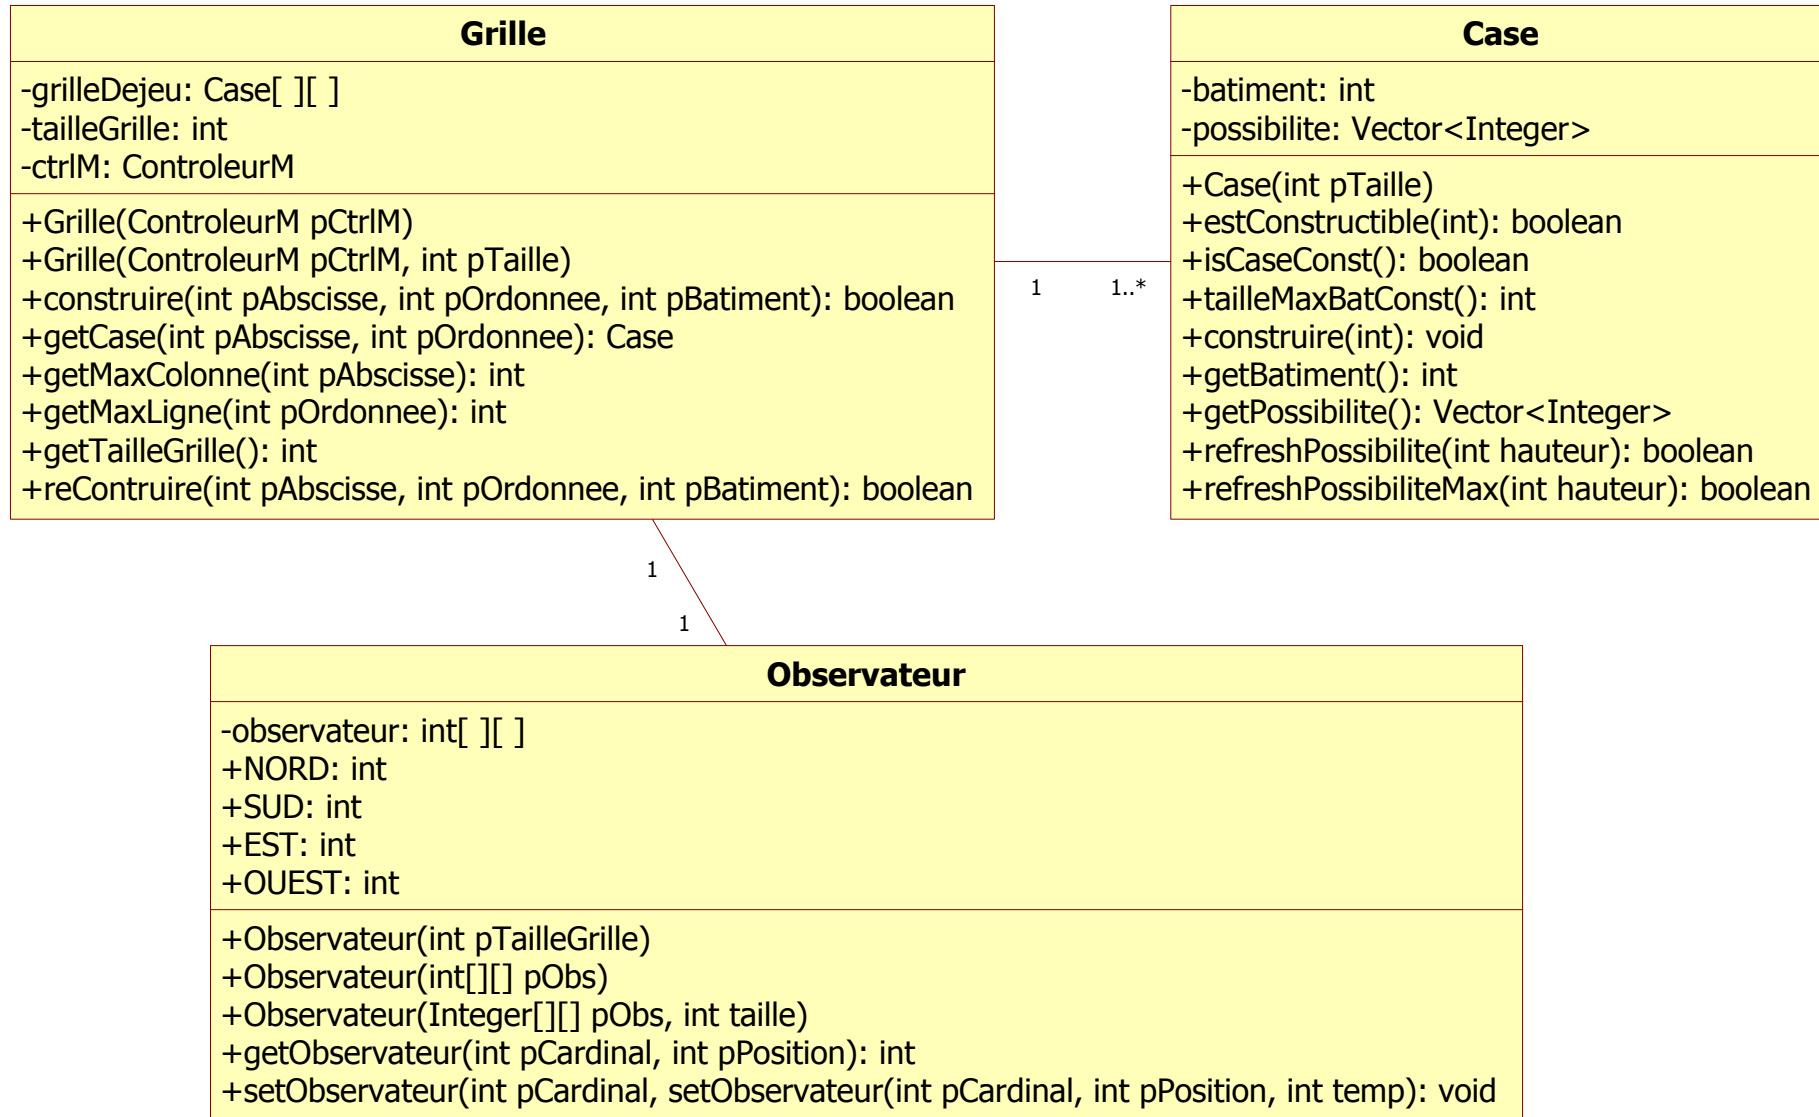 Grille
-grilleDejeu: Case[ ][ ]
-tailleGrille: int
-ctrlM: ControleurM
+Grille(ControleurM pCtrlM)
+Grille(ControleurM pCtrlM, int pTaille)
+construire(int pAbscisse, int pOrdonnee, int pBatiment): boolean
+getCase(int pAbscisse, int pOrdonnee): Case
+getMaxColonne(int pAbscisse): int
+getMaxLigne(int pOrdonnee): int
+getTailleGrille(): int
+reContruire(int pAbscisse, int pOrdonnee, int pBatiment): boolean
1
1..*
Case
-batiment: int
-possibilite: Vector<Integer>
+Case(int pTaille)
+estConstructible(int): boolean
+isCaseConst(): boolean
+tailleMaxBatConst(): int
+construire(int): void
+getBatiment(): int
+getPossibilite(): Vector<Integer>
+refreshPossibilite(int hauteur): boolean
+refreshPossibiliteMax(int hauteur): boolean
1
1
Observateur
-observateur: int[ ][ ]
+NORD: int
+SUD: int
+EST: int
+OUEST: int
+Observateur(int pTailleGrille)
+Observateur(int[][] pObs)
+Observateur(Integer[][] pObs, int taille)
+getObservateur(int pCardinal, int pPosition): int
+setObservateur(int pCardinal, setObservateur(int pCardinal, int pPosition, int temp): void